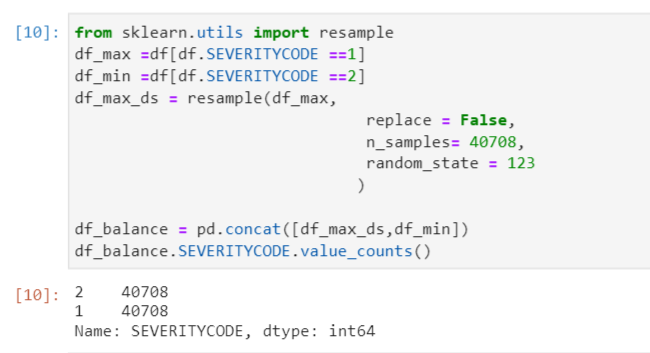 [10]: from sklearn.utils import resample
df_max =df[df.SEVERITYCODE ==1]
df_min =df[df.SEVERITYCODE ==2]
df_max_ds = resample(df_max,
replace = False,
n_samples= 40708,
random_state = 123
)
df_balance = pd.concat([df_max_ds,df_min])
df_balance.SEVERITYCODE.value_counts()
[10]: 2    40708
1    40708
Name: SEVERITYCODE, dtype: int64